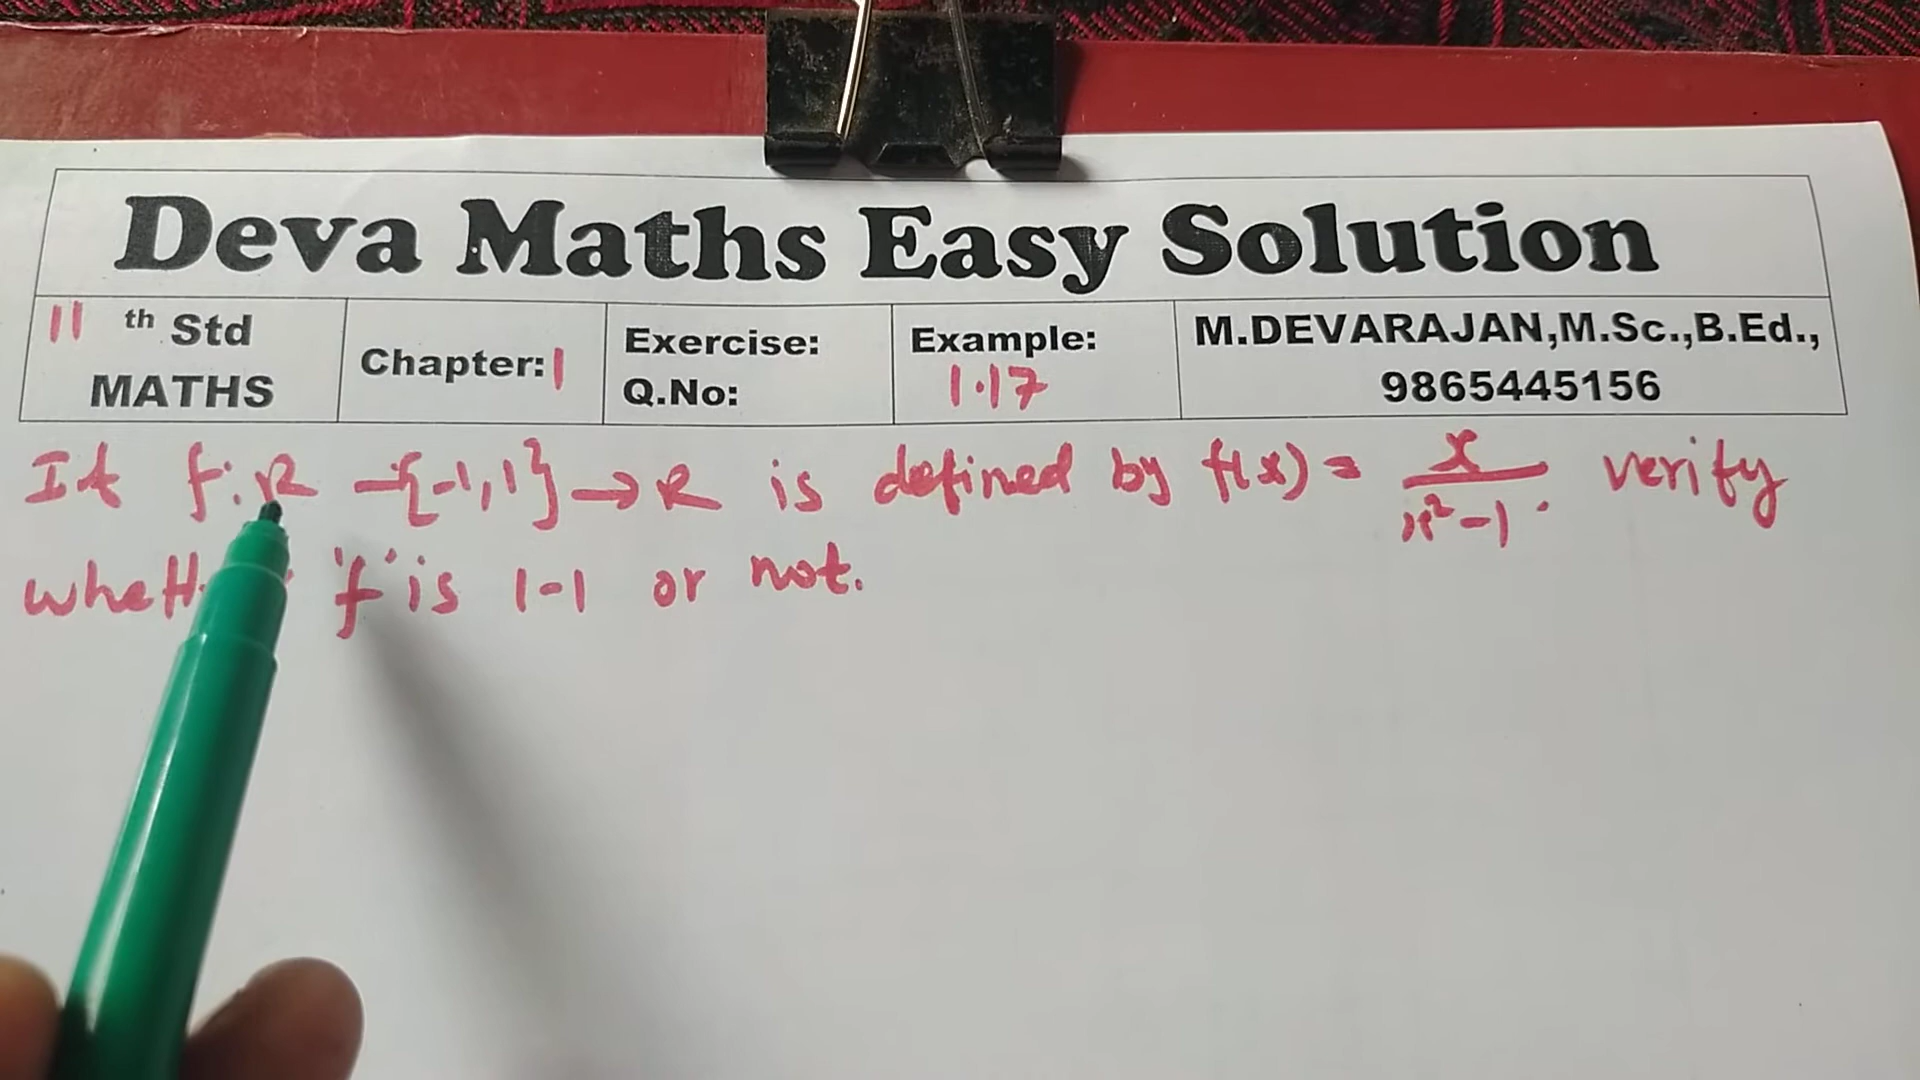 Deva Maths Easy Solution
11 th Std MATHS
Chapter: 1
Exercise:
Q.No:
Example: 1.17
M.DEVARAJAN,M.Sc.,B.Ed.,
9865445156
If f: R - {-1, 1} → R is defined by f(x) = x / x² - 1 . verify
'f' is 1-1 or not.